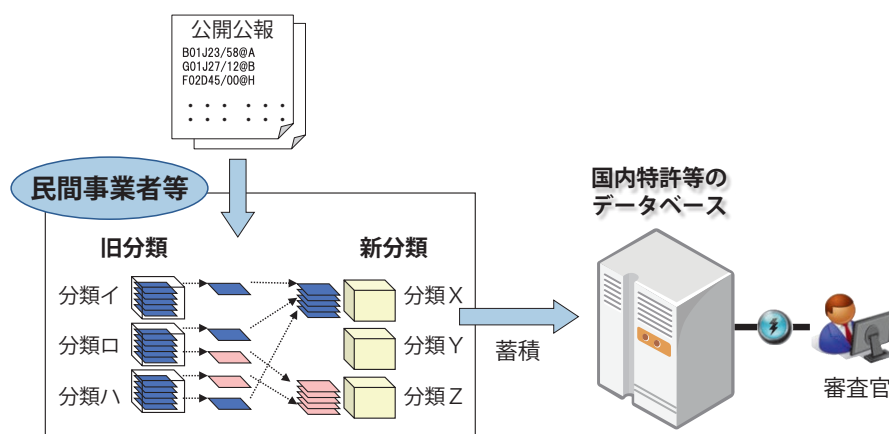 公開公報
B01J23/58@A
G01J27/12@B
F02D45/00@H
民間事業者等
旧分類
新分類
分類イ
分類ロ
分類ハ
分類X
分類Y
分類Z
蓄積
国内特許等の
データベース
審査官